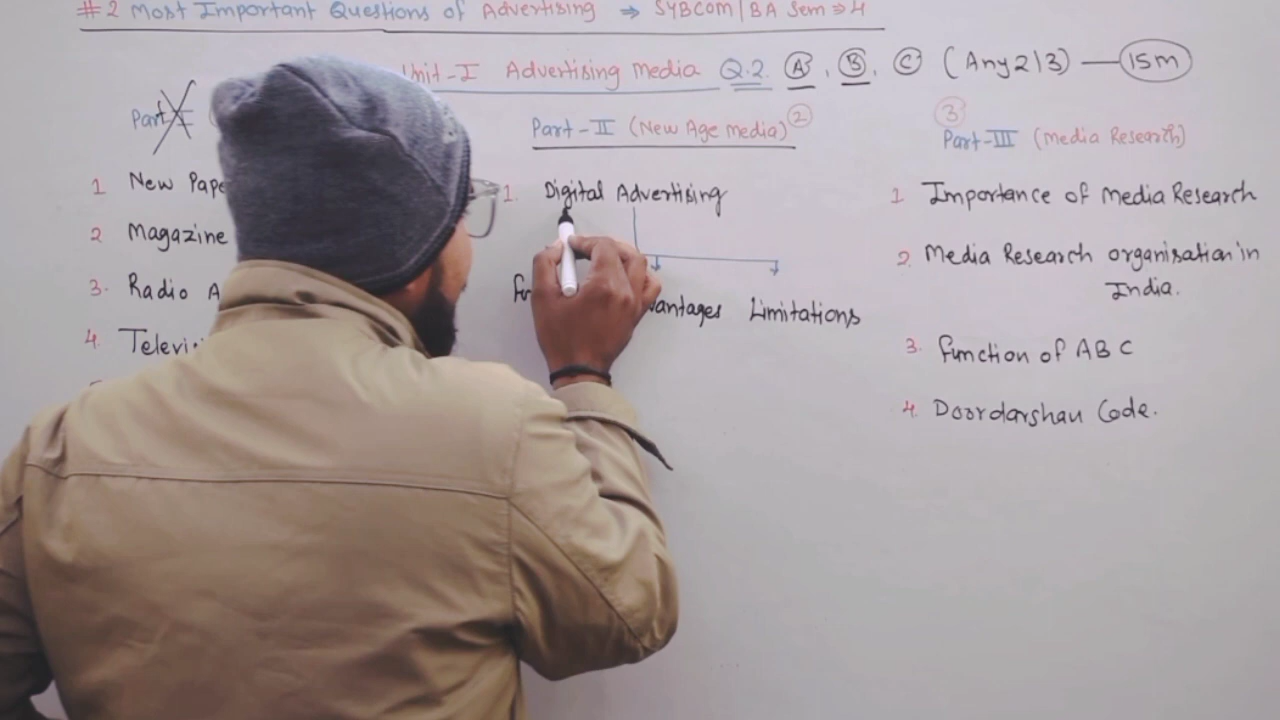 #2 Most Important Questions of Advertising ⇒ SYBCom/BA Sem ⇒ 4
Unit-I Advertising Media Q.2. A, B, C (Any 2/3) — 15m
Part-I
1 New Pape
2 Magazine
3. Radio A
4. Televi
Part-II (New Age media) 2
1. Digital Advertising
vantages Limitations
3
Part-III (Media Research)
1 Importance of media Research
2. Media Research organisation in
India.
3. function of ABC
4. Doordarshan Code.